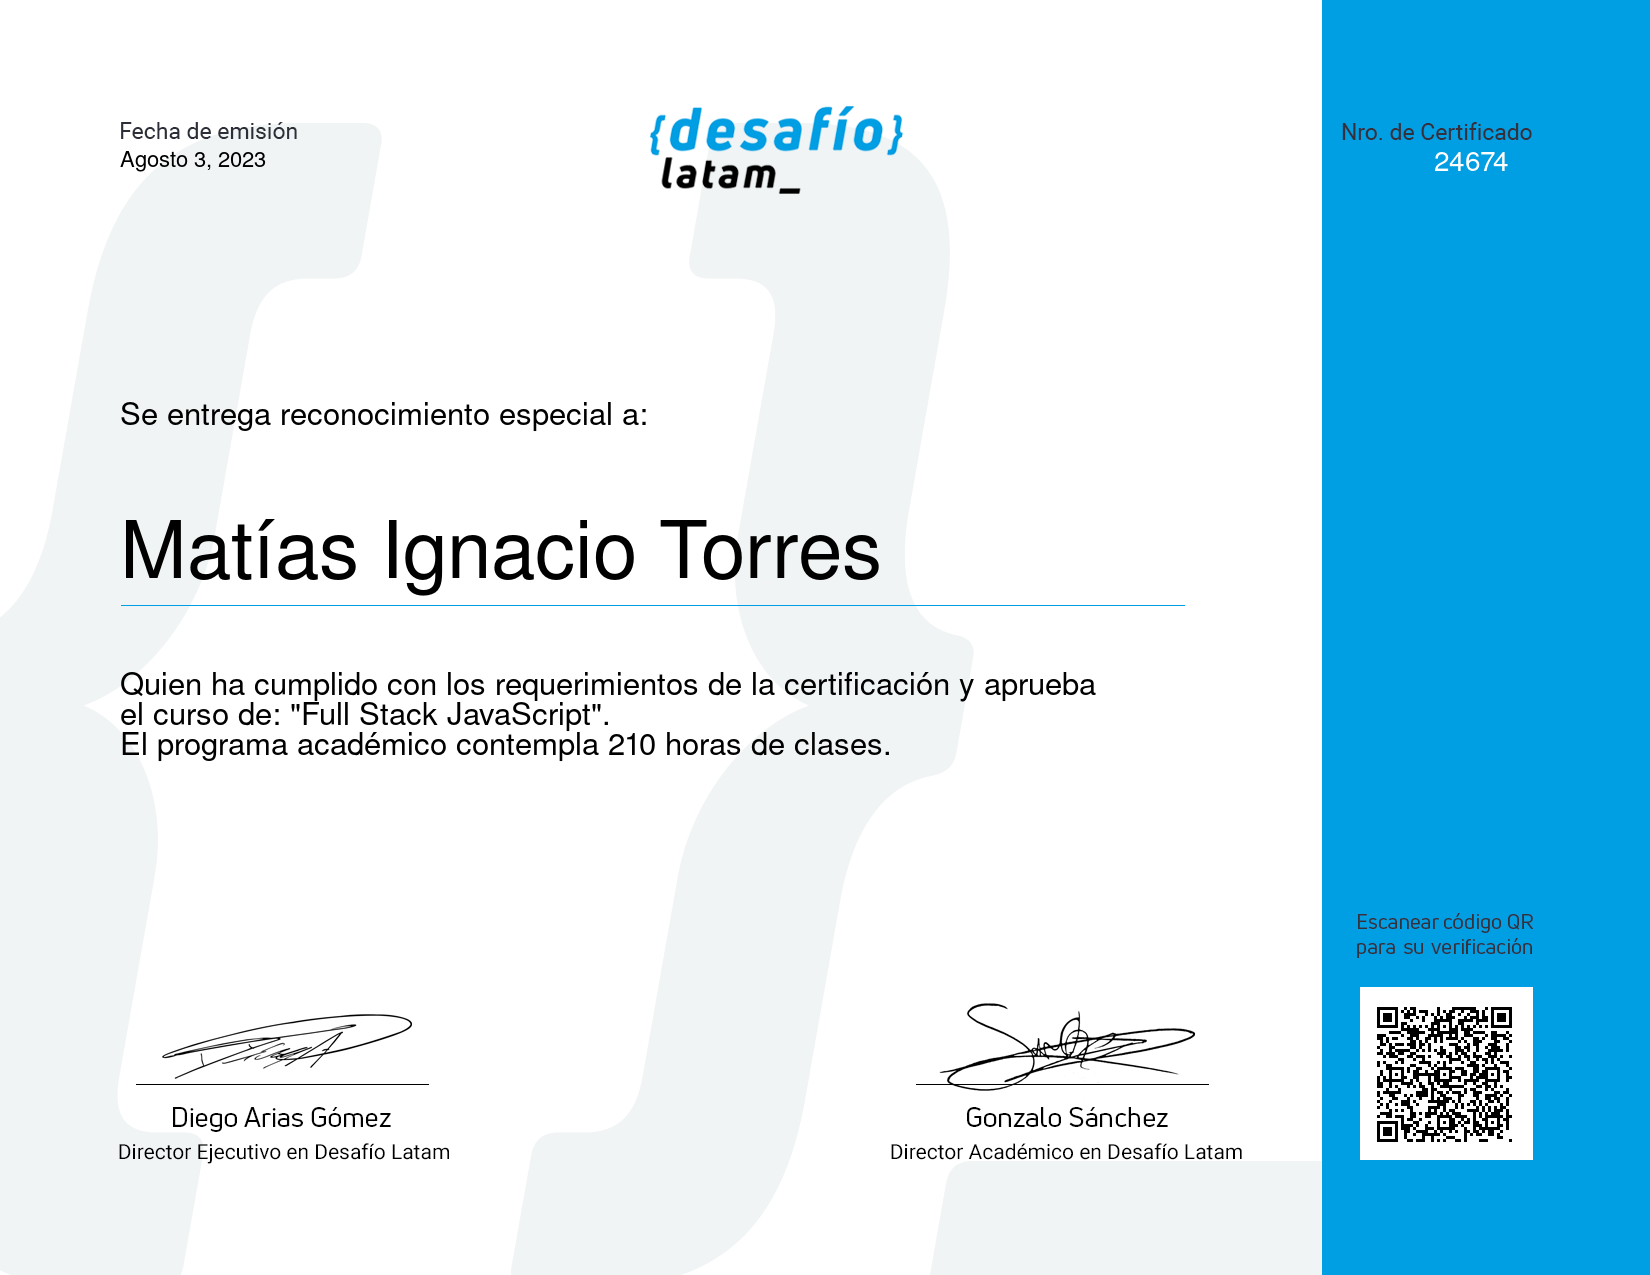 Fecha de emisión
Agosto 3, 2023
{desafío}
latam_
Nro. de Certificado
24674
Se entrega reconocimiento especial a:
Matías Ignacio Torres
Quien ha cumplido con los requerimientos de la certificación y aprueba
el curso de: "Full Stack JavaScript".
El programa académico contempla 210 horas de clases.
Escanear código QR
para su verificación
Diego Arias Gómez
Director Ejecutivo en Desafío Latam
Gonzalo Sánchez
Director Académico en Desafío Latam